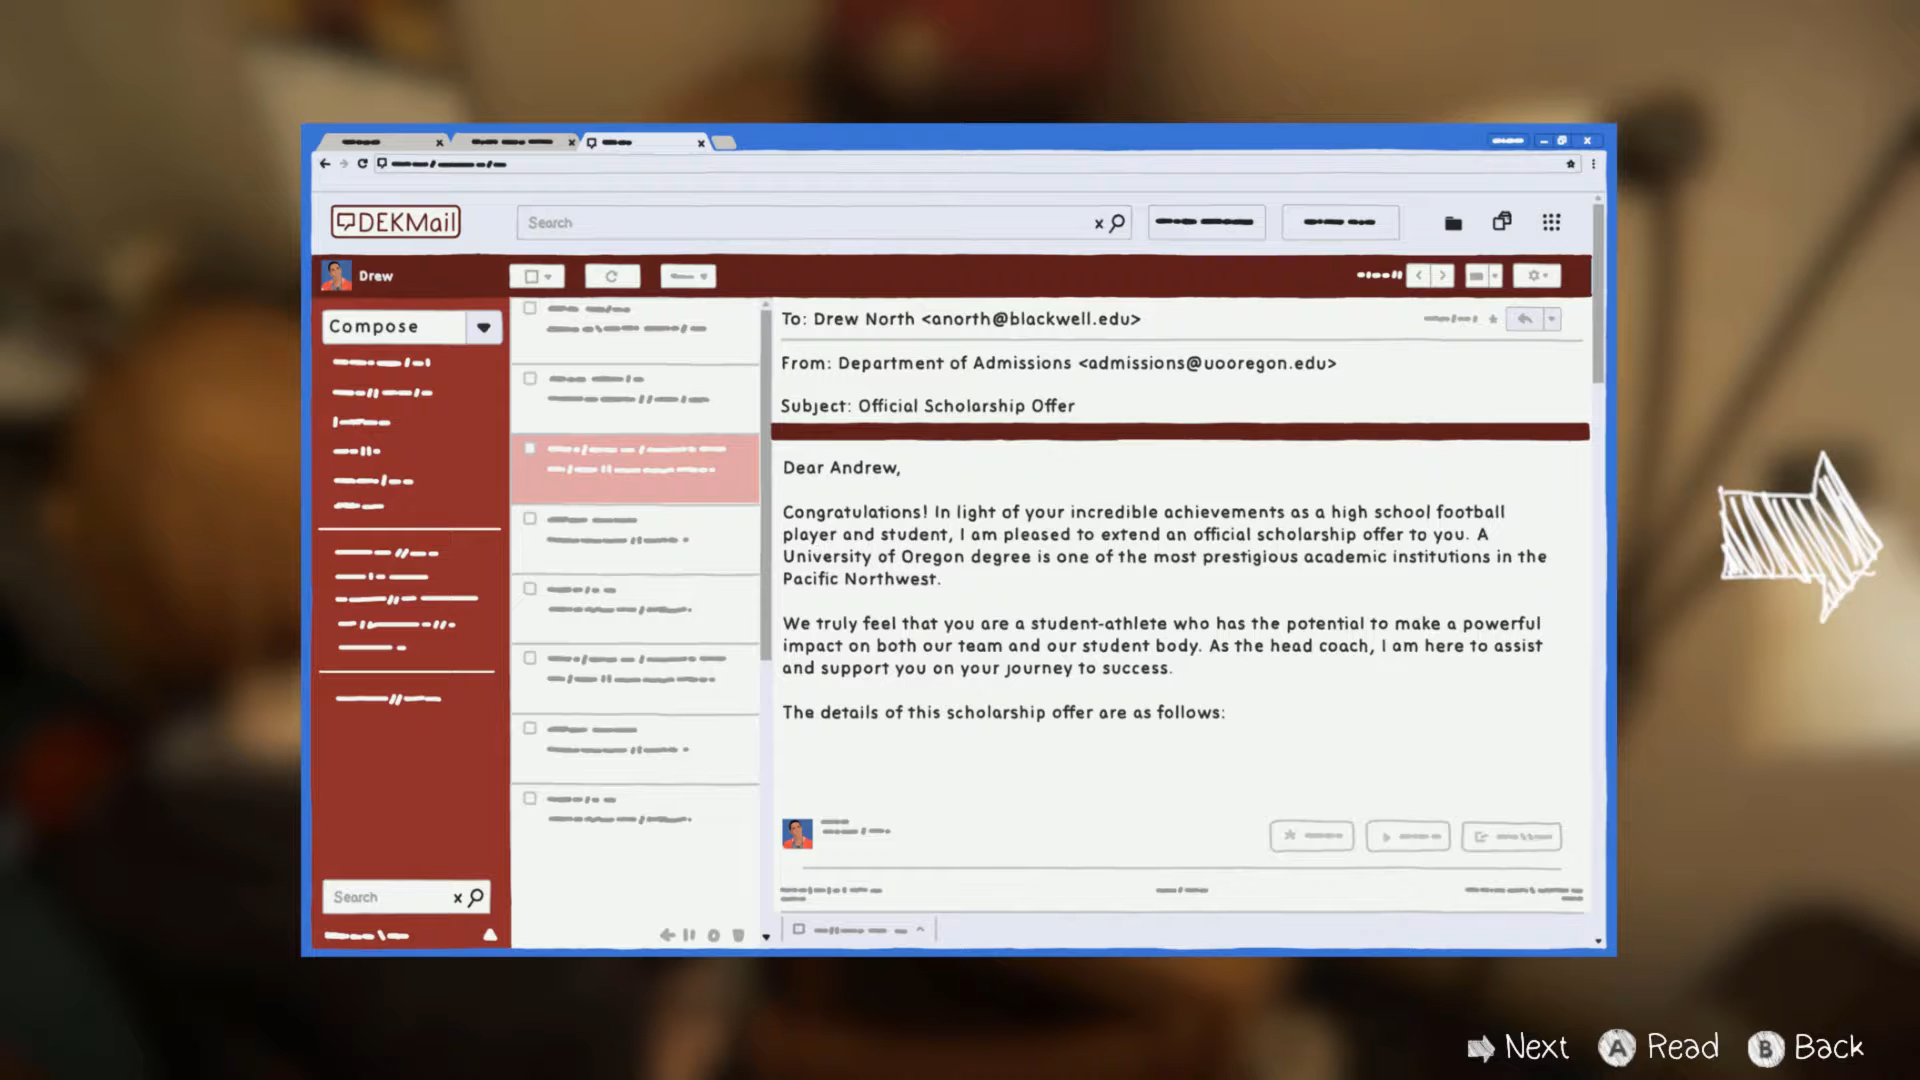 DEKMail
Search
Drew
Compose
To: Drew North <anorth@blackwell.edu>
From: Department of Admissions <admissions@uooregon.edu>
Subject: Official Scholarship Offer
Dear Andrew,
Congratulations! In light of your incredible achievements as a high school football
player and student, I am pleased to extend an official scholarship offer to you. A
University of Oregon degree is one of the most prestigious academic institutions in the
Pacific Northwest.
We truly feel that you are a student-athlete who has the potential to make a powerful
impact on both our team and our student body. As the head coach, I am here to assist
and support you on your journey to success.
The details of this scholarship offer are as follows:
Search
Next
A Read
B Back